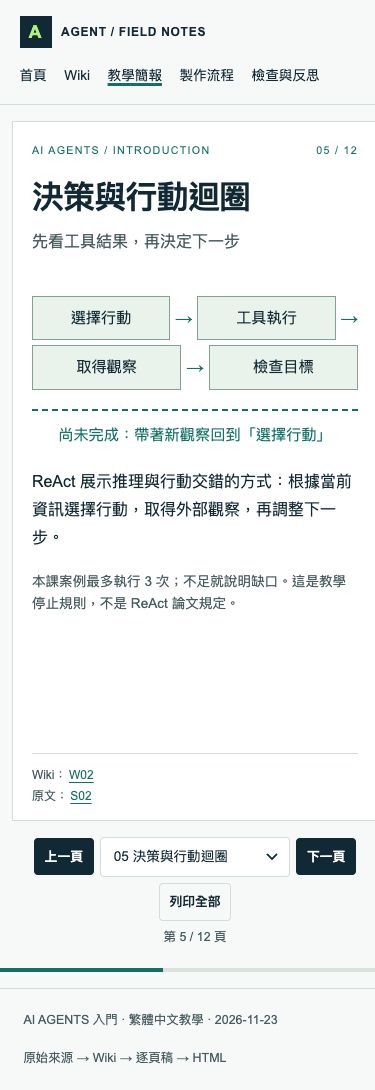 A AGENT / FIELD NOTES
首頁 Wiki 教學簡報 製作流程 檢查與反思
AI AGENTS / INTRODUCTION 05 / 12
決策與行動迴圈
先看工具結果，再決定下一步
選擇行動 → 工具執行 →
取得觀察 → 檢查目標
尚未完成：帶著新觀察回到「選擇行動」
ReAct 展示推理與行動交錯的方式：根據當前
資訊選擇行動，取得外部觀察，再調整下一
步。
本課案例最多執行 3 次；不足就說明缺口。這是教學
停止規則，不是 ReAct 論文規定。
Wiki： W02
原文： S02
上一頁 05 決策與行動迴圈 下一頁
列印全部
第 5 / 12 頁
AI AGENTS 入門 · 繁體中文教學 · 2026-11-23
原始來源 → Wiki → 逐頁稿 → HTML